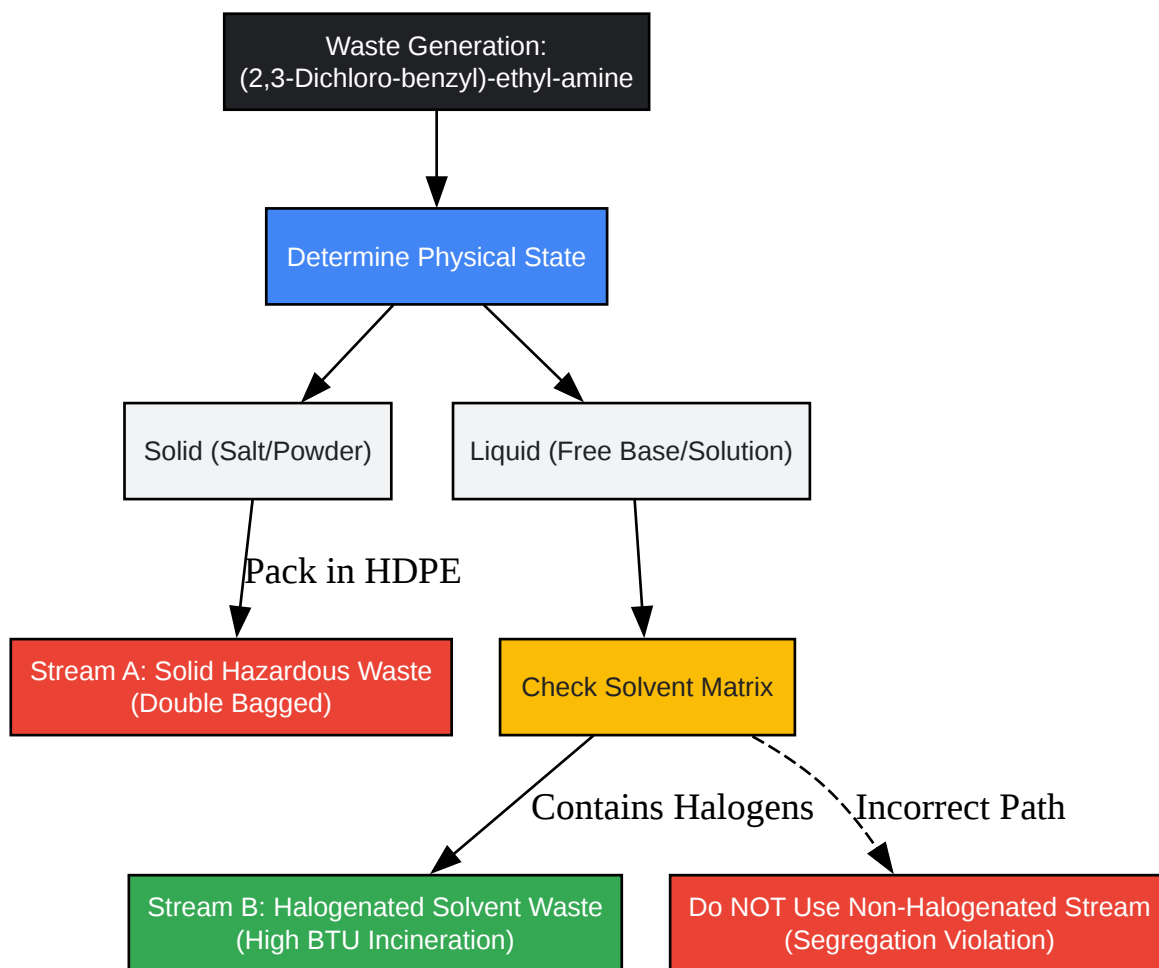 Waste Generation:
(2,3-Dichloro-benzyl)-ethyl-amine
Determine Physical State
Solid (Salt/Powder)
Liquid (Free Base/Solution)
Pack in HDPE
Stream A: Solid Hazardous Waste
(Double Bagged)
Check Solvent Matrix
Contains Halogens
Incorrect Path
Stream B: Halogenated Solvent Waste
(High BTU Incineration)
Do NOT Use Non-Halogenated Stream
(Segregation Violation)